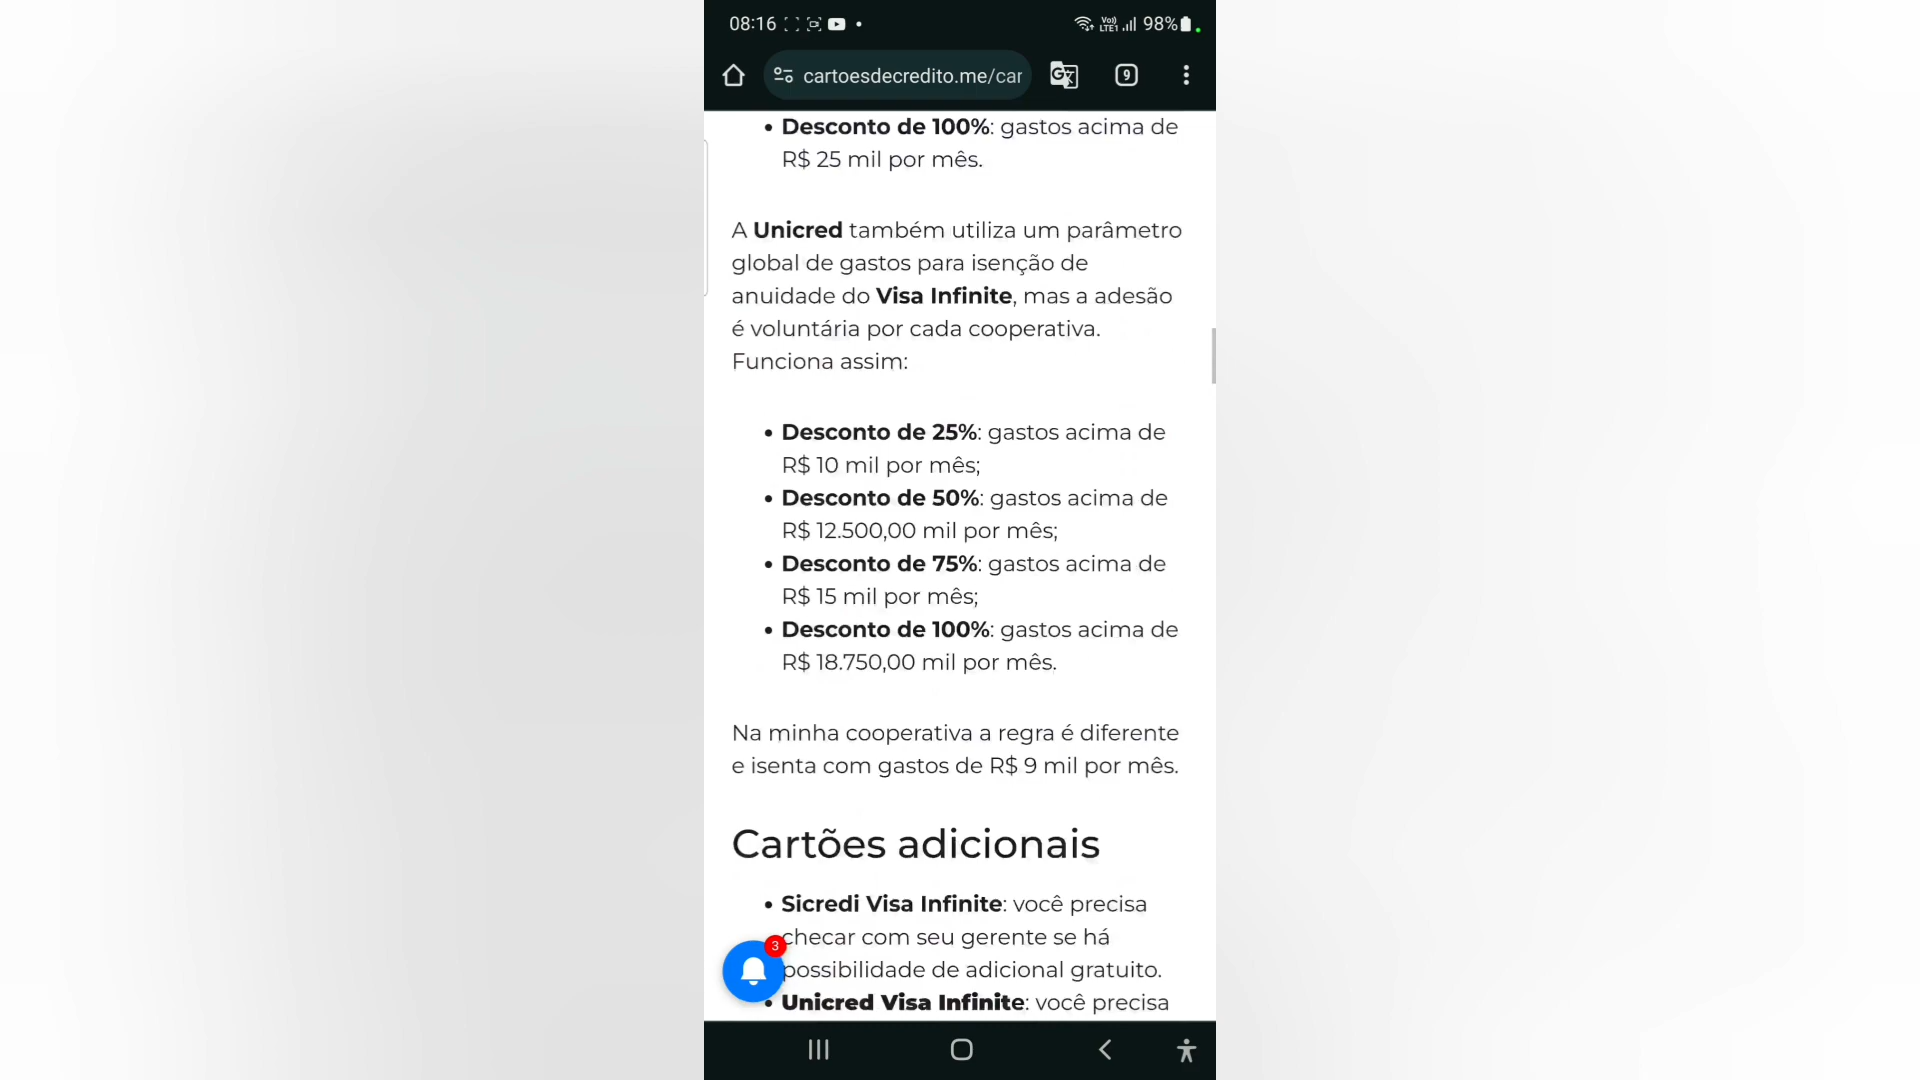 08:16
Vo))
LTE1
98%
cartoesdecredito.me/car
9
• Desconto de 100%: gastos acima de
R$ 25 mil por mês.
A Unicred também utiliza um parâmetro
global de gastos para isenção de
anuidade do Visa Infinite, mas a adesão
é voluntária por cada cooperativa.
Funciona assim:
• Desconto de 25%: gastos acima de
R$ 10 mil por mês;
• Desconto de 50%: gastos acima de
R$ 12.500,00 mil por mês;
• Desconto de 75%: gastos acima de
R$ 15 mil por mês;
• Desconto de 100%: gastos acima de
R$ 18.750,00 mil por mês.
Na minha cooperativa a regra é diferente
e isenta com gastos de R$ 9 mil por mês.
Cartões adicionais
• Sicredi Visa Infinite: você precisa
checar com seu gerente se há
3
possibilidade de adicional gratuito.
• Unicred Visa Infinite: você precisa